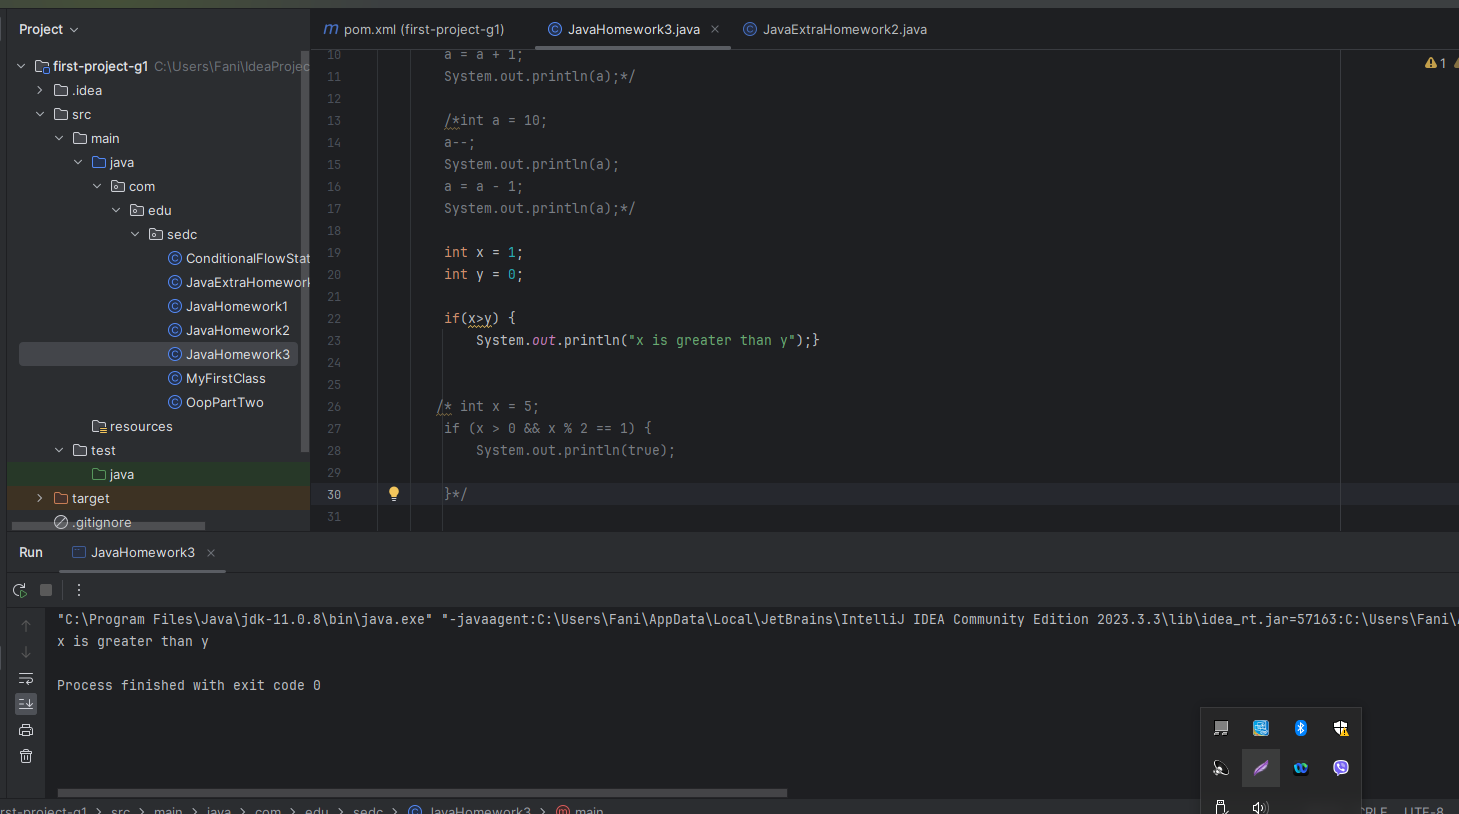 Project
pom.xml (first-project-g1)
JavaHomework3.java
JavaExtraHomework2.java
first-project-g1 C:\Users\Fani\IdeaProjec
.idea
src
main
java
com
edu
sedc
ConditionalFlowStat
JavaExtraHomework
JavaHomework1
JavaHomework2
JavaHomework3
MyFirstClass
OopPartTwo
resources
test
java
target
.gitignore
1
10 a = a + 1;
11 System.out.println(a);*/
12
13 /*int a = 10;
14 a--;
15 System.out.println(a);
16 a = a - 1;
17 System.out.println(a);*/
18
19 int x = 1;
20 int y = 0;
21
22 if(x>y) {
23 System.out.println("x is greater than y");}
24
25
26 /* int x = 5;
27 if (x > 0 && x % 2 == 1) {
28 System.out.println(true);
29
30 }*/
31
Run
JavaHomework3
"C:\Program Files\Java\jdk-11.0.8\bin\java.exe" "-javaagent:C:\Users\Fani\AppData\Local\JetBrains\IntelliJ IDEA Community Edition 2023.3.3\lib\idea_rt.jar=57163:C:\Users\Fani\
x is greater than y
Process finished with exit code 0
rst-project-g1 > src > main > java > com > edu > sedc > JavaHomework3 > main
CRLF UTF-8